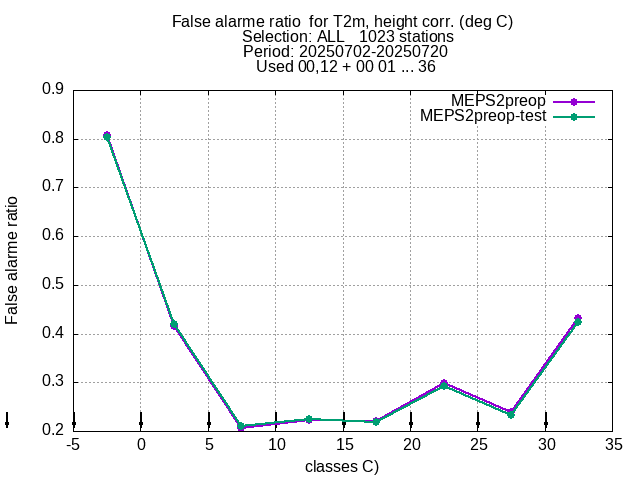 False alarme ratio  for T2m, height corr. (deg C)
Selection: ALL   1023 stations
Period: 20250702-20250720
Used 00,12 + 00 01 ... 36
MEPS2preop
MEPS2preop-test
False alarme ratio
0.9
0.8
0.7
0.6
0.5
0.4
0.3
0.2
-5 0 5 10 15 20 25 30 35
classes C)